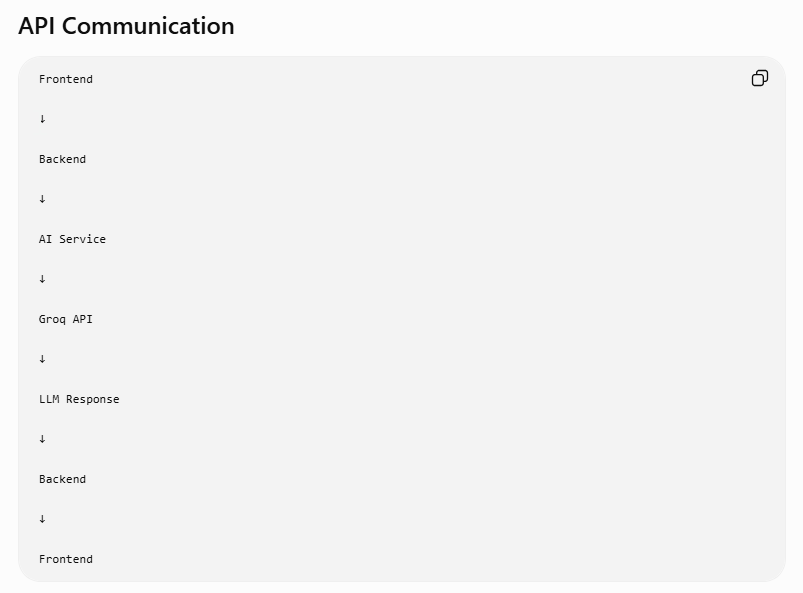 API Communication
Frontend
↓
Backend
↓
AI Service
↓
Groq API
↓
LLM Response
↓
Backend
↓
Frontend